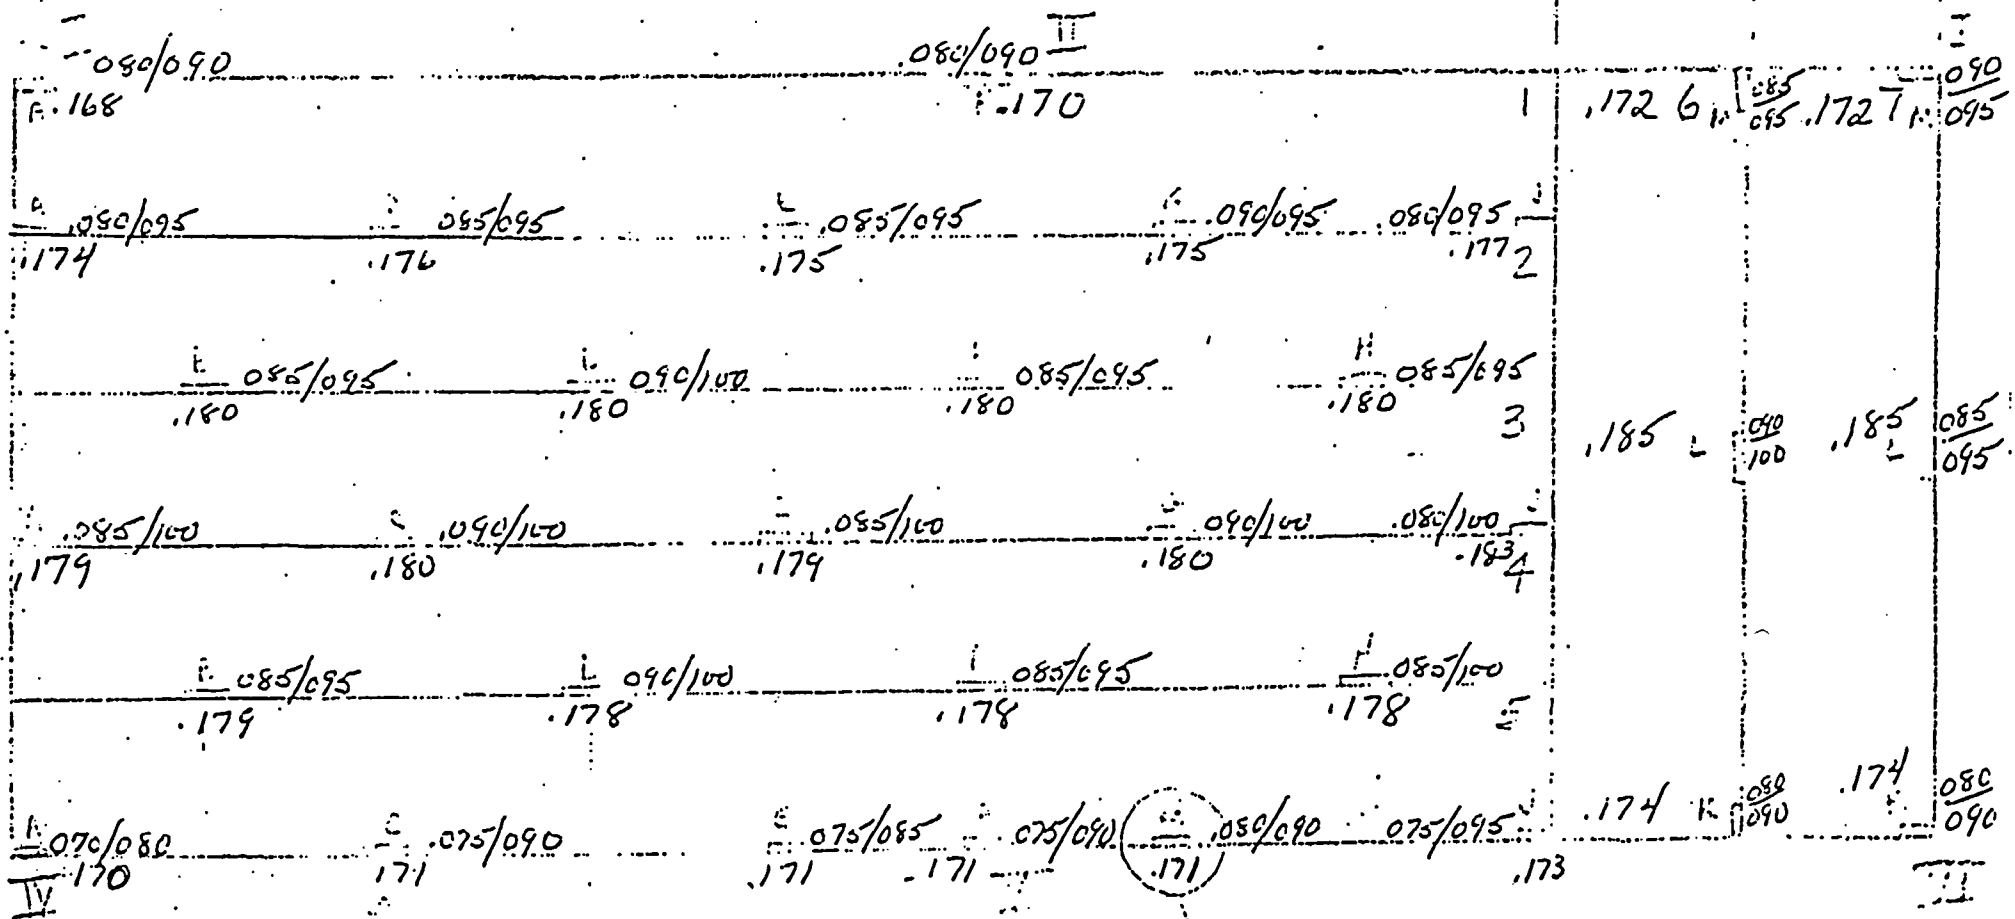 II I
080/090 .080/090 090
A .168 .170 1 .172 6 085/095 .172 7 095
A .080/095 085/095 E .085/095 .090/095 .080/095 J
.174 .176 .175 .175 .177 2
085/095 090/100 085/095 H 085/095
.180 .180 .180 .180 3 .185 L 090/100 .185 L 085/095
.085/100 C .090/100 .085/100 090/100 .080/100 J
.179 .180 .179 .180 .183 4
085/095 L 090/100 I 085/095 H 085/100
.179 .178 .178 .178 5
A 070/080 C .075/090 E 075/085 075/090 .080/090 075/095 J .174 K 080/090 .174 080/090
.170 .171 .171 .171 .171 .173
IV